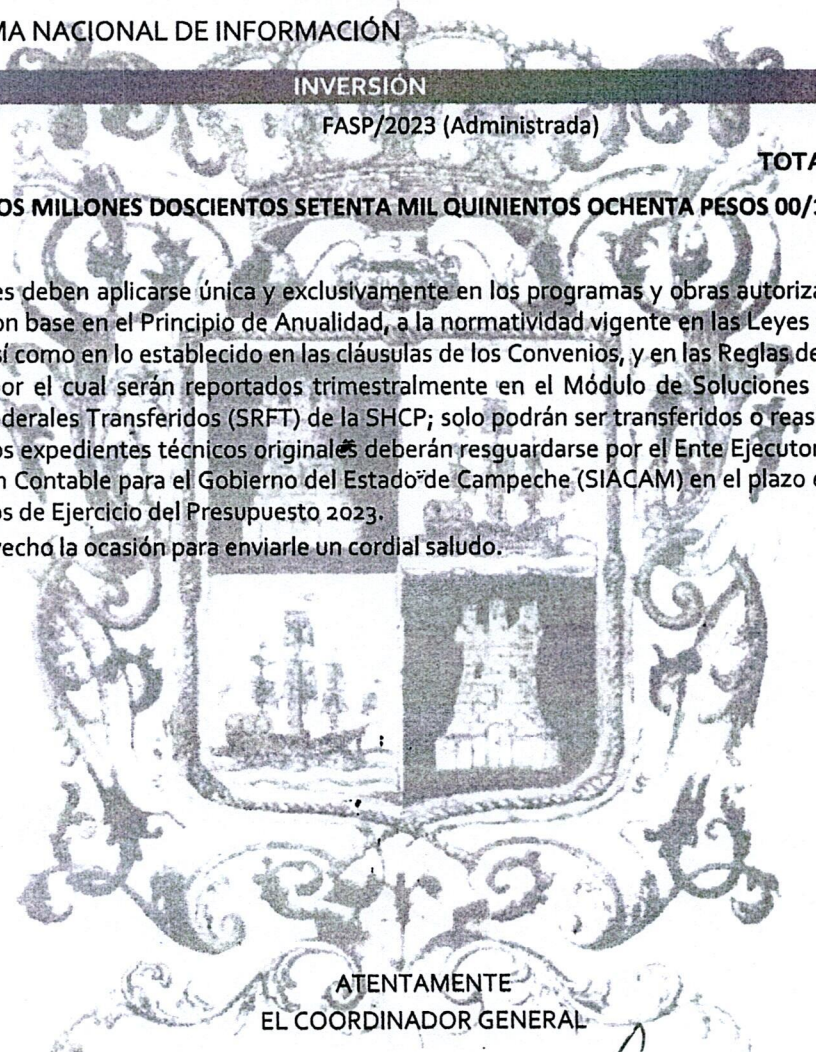 MA NACIONAL DE INFORMACIÓN
INVERSIÓN
FASP/2023 (Administrada)
TOTA
OS MILLONES DOSCIENTOS SETENTA MIL QUINIENTOS OCHENTA PESOS 00/1
es deben aplicarse única y exclusivamente en los programas y obras autoriza
on base en el Principio de Anualidad, a la normatividad vigente en las Leyes
sí como en lo establecido en las cláusulas de los Convenios, y en las Reglas de
or el cual serán reportados trimestralmente en el Módulo de Soluciones
derales Transferidos (SRFT) de la SHCP; solo podrán ser transferidos o reas
os expedientes técnicos originales deberán resguardarse por el Ente Ejecutor
n Contable para el Gobierno del Estado de Campeche (SIACAM) en el plazo
os de Ejercicio del Presupuesto 2023.
vecho la ocasión para enviarle un cordial saludo.
ATENTAMENTE
EL COORDINADOR GENERAL